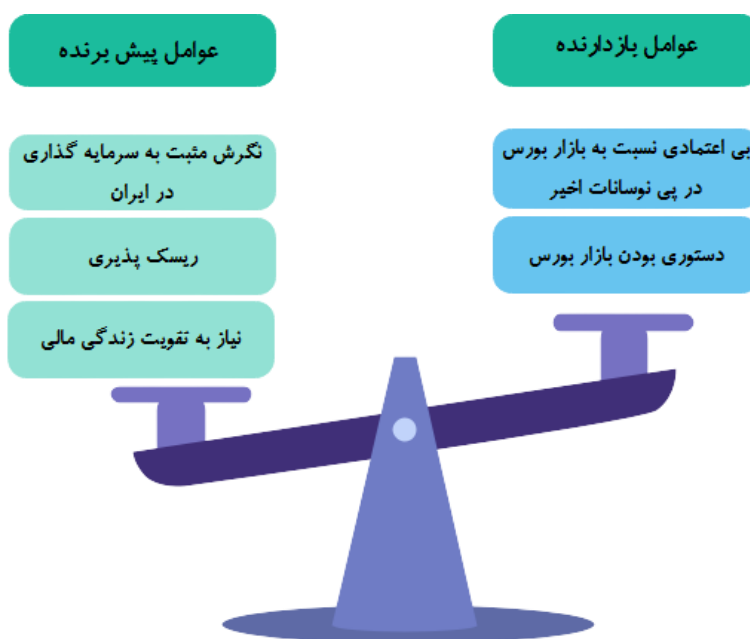 عوامل بازدارنده
بی اعتمادی نسبت به بازار بورس
در پی نوسانات اخیر
دستوری بودن بازار بورس
عوامل پیش برنده
نگرش مثبت به سرمایه گذاری
در ایران
ریسک پذیری
نیاز به تقویت زندگی مالی